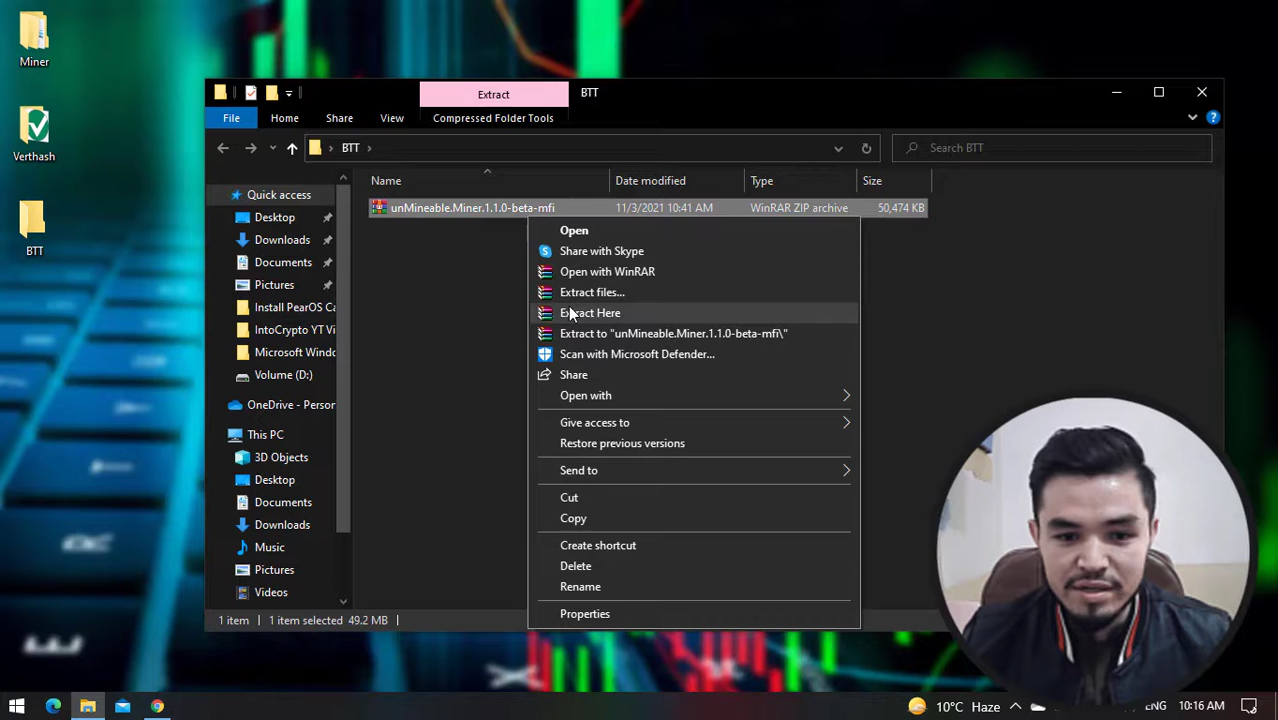 Miner
Verthash
BTT
Extract
BTT
File
Home
Share
View
Compressed Folder Tools
BTT
Search BTT
Name
Date modified
Type
Size
unMineable.Miner.1.1.0-beta-mfi
11/3/2021 10:41 AM
WinRAR ZIP archive
50,474 KB
Quick access
Desktop
Downloads
Documents
Pictures
Install PearOS Ca
IntoCrypto YT Vi
Microsoft Windo
Volume (D:)
OneDrive - Person
This PC
3D Objects
Desktop
Documents
Downloads
Music
Pictures
Videos
Open
Share with Skype
Open with WinRAR
Extract files...
Extract Here
Extract to "unMineable.Miner.1.1.0-beta-mfi\"
Scan with Microsoft Defender...
Share
Open with
Give access to
Restore previous versions
Send to
Cut
Copy
Create shortcut
Delete
Rename
Properties
1 item
1 item selected 49.2 MB
10°C Haze
ENG
10:16 AM